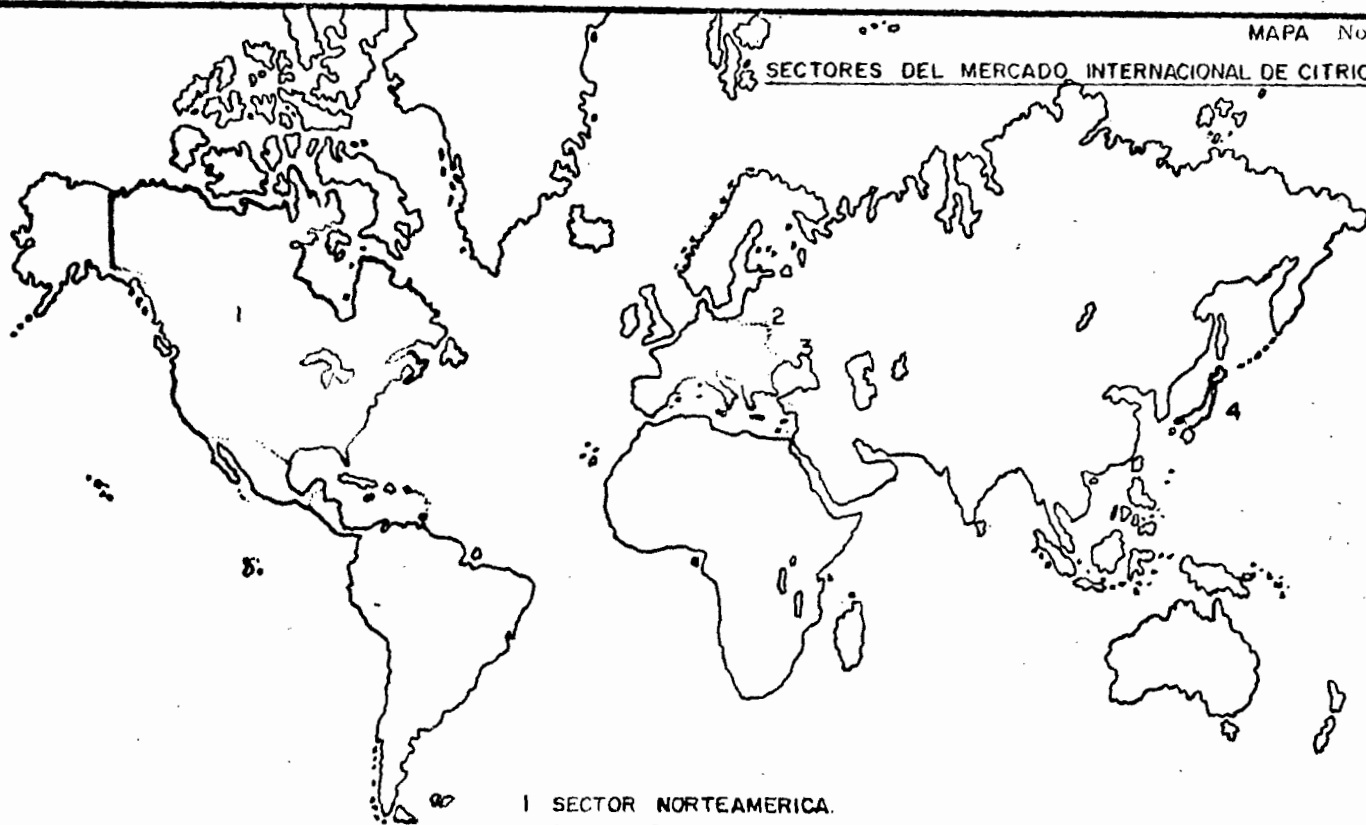 MAPA No
SECTORES DEL MERCADO INTERNACIONAL DE CITRIC
1
2
3
4
1 SECTOR NORTEAMERICA.